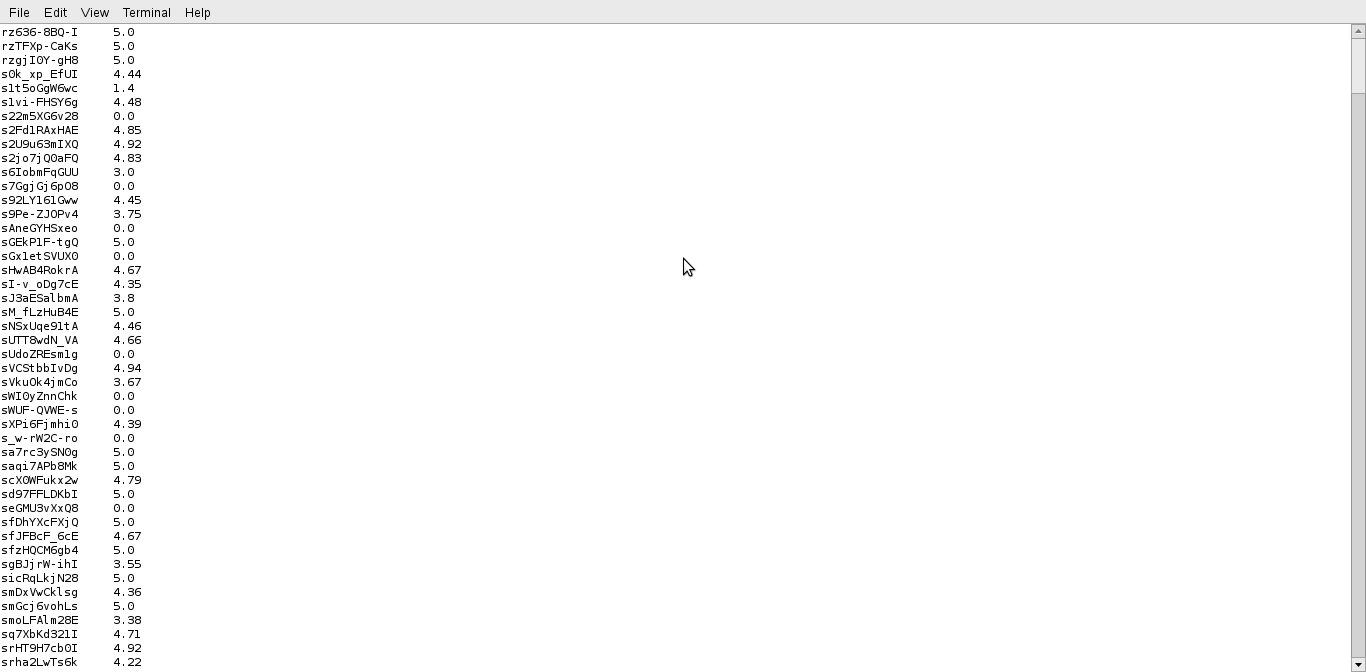 File Edit View Terminal Help
rz636-8BQ-I 5.0
rzTFXp-CaKs 5.0
rzgjI0Y-gH8 5.0
s0k_xp_EfUI 4.44
s1t5oGgW6wc 1.4
s1vi-FHSY6g 4.48
s22m5XG6v28 0.0
s2Fd1RAxHAE 4.85
s2U9u63mIXQ 4.92
s2jo7jQ0aFQ 4.83
s6IobmFqGUU 3.0
s7GgjGj6pO8 0.0
s92LY161Gww 4.45
s9Pe-ZJOPv4 3.75
sAneGYHSxeo 0.0
sGEkP1F-tgQ 5.0
sGx1etSVUX0 0.0
sHwAB4RokrA 4.67
sI-v_oDg7cE 4.35
sJ3aESalbmA 3.8
sM_fLzHuB4E 5.0
sNSxUqe91tA 4.46
sUTT8wdN_VA 4.66
sUdoZREsm1g 0.0
sVCStbbIvDg 4.94
sVkuOk4jmCo 3.67
sWI0yZnnChk 0.0
sWUF-QVWE-s 0.0
sXPi6Fjmhi0 4.39
s_w-rW2C-ro 0.0
sa7rc3ySN0g 5.0
saqi7APb8Mk 5.0
scX0WFukx2w 4.79
sd97FFLDKbI 5.0
seGMU3vXxQ8 0.0
sfDhYXcFXjQ 5.0
sfJFBcF_6cE 4.67
sfzHQCM6gb4 5.0
sgBJjrW-ihI 3.55
sicRqLkjN28 5.0
smDxVwCklsg 4.36
smGcj6vohLs 5.0
smoLFAlm28E 3.38
sq7XbKd321I 4.71
srHT9H7cb0I 4.92
srha2LwTs6k 4.22